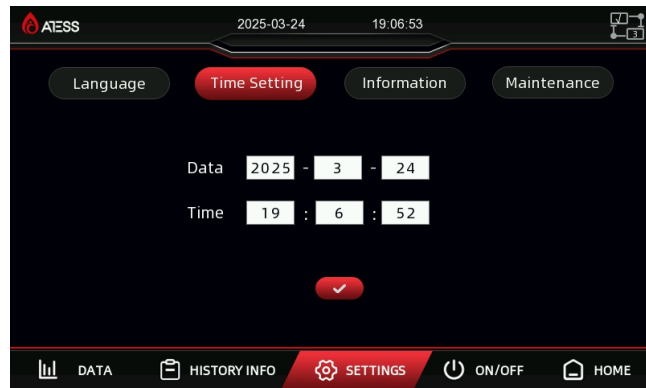 ATESS 2025-03-24 19:06:53
3
Language Time Setting Information Maintenance
Data 2025 - 3 - 24
Time 19 : 6 : 52
DATA HISTORY INFO SETTINGS ON/OFF HOME